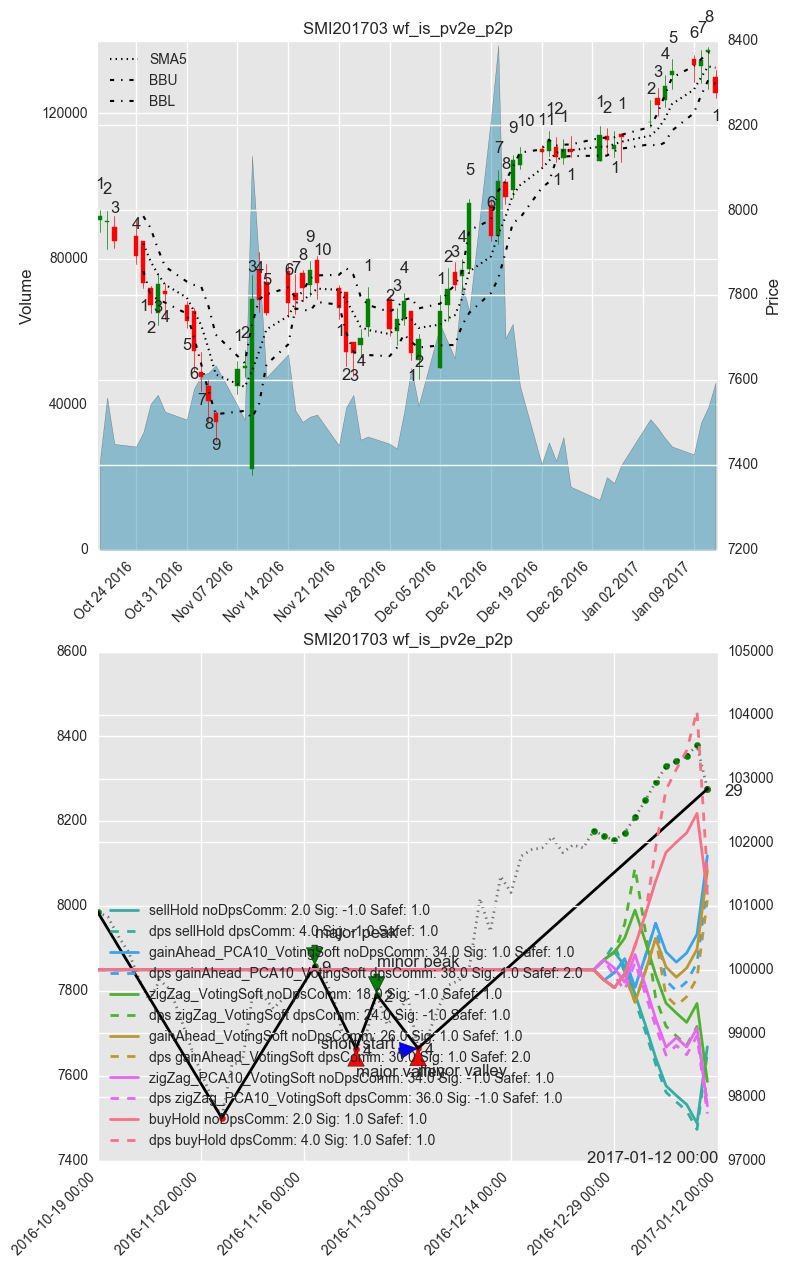 SMI201703 wf_is_pv2e_p2p
SMA5
BBU
BBL
Volume
120000
80000
40000
0
Price
8400
8200
8000
7800
7600
7400
7200
Oct 24 2016
Oct 31 2016
Nov 07 2016
Nov 14 2016
Nov 21 2016
Nov 28 2016
Dec 05 2016
Dec 12 2016
Dec 19 2016
Dec 26 2016
Jan 02 2017
Jan 09 2017
SMI201703 wf_is_pv2e_p2p
8600
8400
8200
8000
7800
7600
7400
105000
104000
103000
102000
101000
100000
99000
98000
97000
29
major peak
minor peak
short start
major valley
minor valley
sellHold noDpsComm: 2.0 Sig: -1.0 Safef: 1.0
dps sellHold dpsComm: 4.0 Sig: -1.0 Safef: 1.0
gainAhead_PCA10_VotingSoft noDpsComm: 34.0 Sig: 1.0 Safef: 1.0
dps gainAhead_PCA10_VotingSoft dpsComm: 38.0 Sig: 1.0 Safef: 2.0
zigZag_VotingSoft noDpsComm: 18.0 Sig: -1.0 Safef: 1.0
dps zigZag_VotingSoft dpsComm: 24.0 Sig: -1.0 Safef: 1.0
gainAhead_VotingSoft noDpsComm: 26.0 Sig: 1.0 Safef: 1.0
dps gainAhead_VotingSoft dpsComm: 30.0 Sig: 1.0 Safef: 2.0
zigZag_PCA10_VotingSoft noDpsComm: 34.0 Sig: -1.0 Safef: 1.0
dps zigZag_PCA10_VotingSoft dpsComm: 36.0 Sig: -1.0 Safef: 1.0
buyHold noDpsComm: 2.0 Sig: 1.0 Safef: 1.0
dps buyHold dpsComm: 4.0 Sig: 1.0 Safef: 1.0
2017-01-12 00:00
2016-10-19 00:00
2016-11-02 00:00
2016-11-16 00:00
2016-11-30 00:00
2016-12-14 00:00
2016-12-29 00:00
2017-01-12 00:00